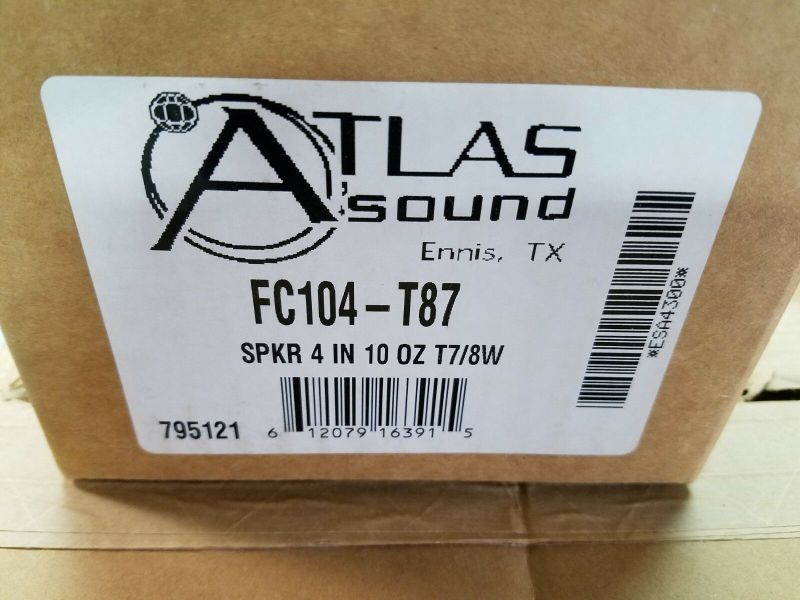 ATLAS
sound
Ennis, TX
FC104-T87
SPKR 4 IN 10 OZ T7/8W
795121
6 12079 16391 5
*ESA4300*